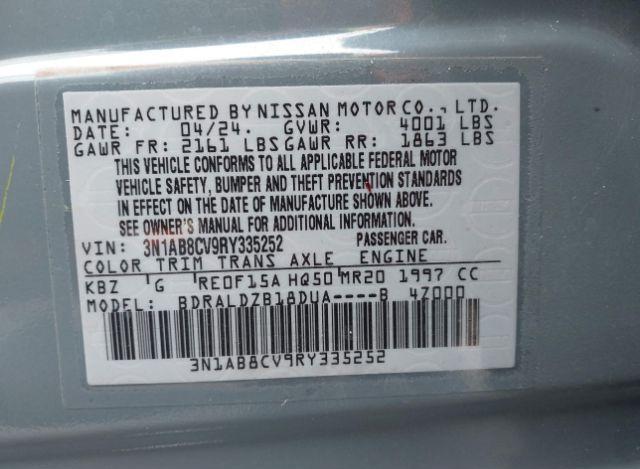 MANUFACTURED BY NISSAN MOTOR CO., LTD.
DATE: 04/24. GVWR: 4001 LBS
GAWR FR: 2161 LBS GAWR RR: 1863 LBS
THIS VEHICLE CONFORMS TO ALL APPLICABLE FEDERAL MOTOR
VEHICLE SAFETY, BUMPER AND THEFT PREVENTION STANDARDS
IN EFFECT ON THE DATE OF MANUFACTURE SHOWN ABOVE.
SEE OWNER'S MANUAL FOR ADDITIONAL INFORMATION.
VIN: 3N1AB8CV9RY335252 PASSENGER CAR.
COLOR TRIM TRANS AXLE ENGINE
KBZ G RE0F15A HQ50 MR20 1997 CC
MODEL: BDRALDZB18DUA----B 4Z000
3N1AB8CV9RY335252